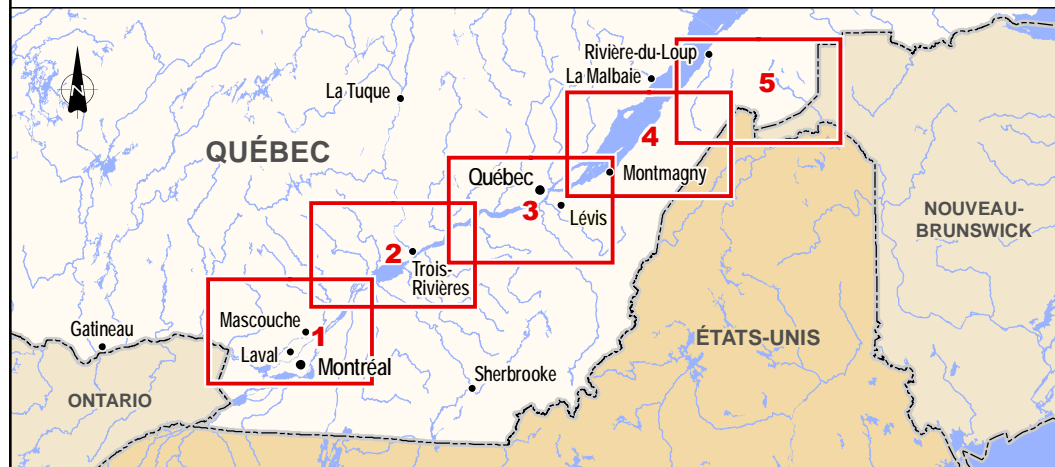 Rivière-du-Loup
La Malbaie
5
La Tuque
N
4
QUÉBEC
Québec
Montmagny
3
Lévis
NOUVEAU-
BRUNSWICK
2
Trois-
Rivières
Mascouche
1
Gatineau
Laval
Montréal
ÉTATS-UNIS
Sherbrooke
ONTARIO